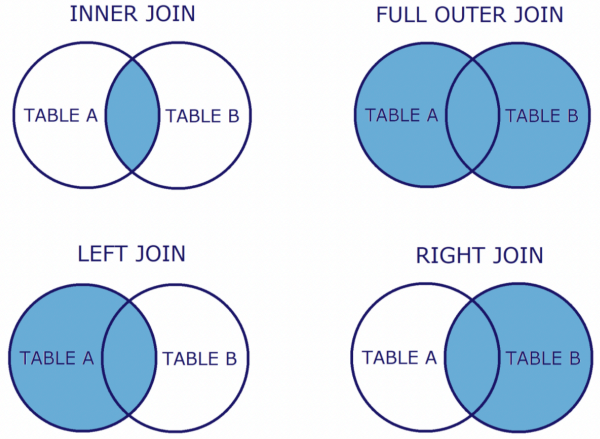 INNER JOIN
TABLE A
TABLE B
FULL OUTER JOIN
TABLE A
TABLE B
LEFT JOIN
TABLE A
TABLE B
RIGHT JOIN
TABLE A
TABLE B